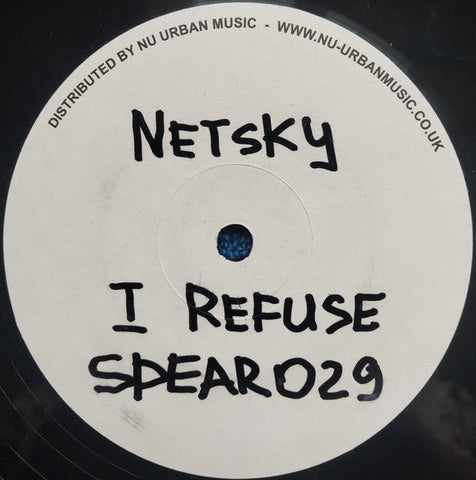 DISTRIBUTED BY NU URBAN MUSIC - WWW.NU-URBANMUSIC.CO.UK
NETSKY
I REFUSE
SPEAR029